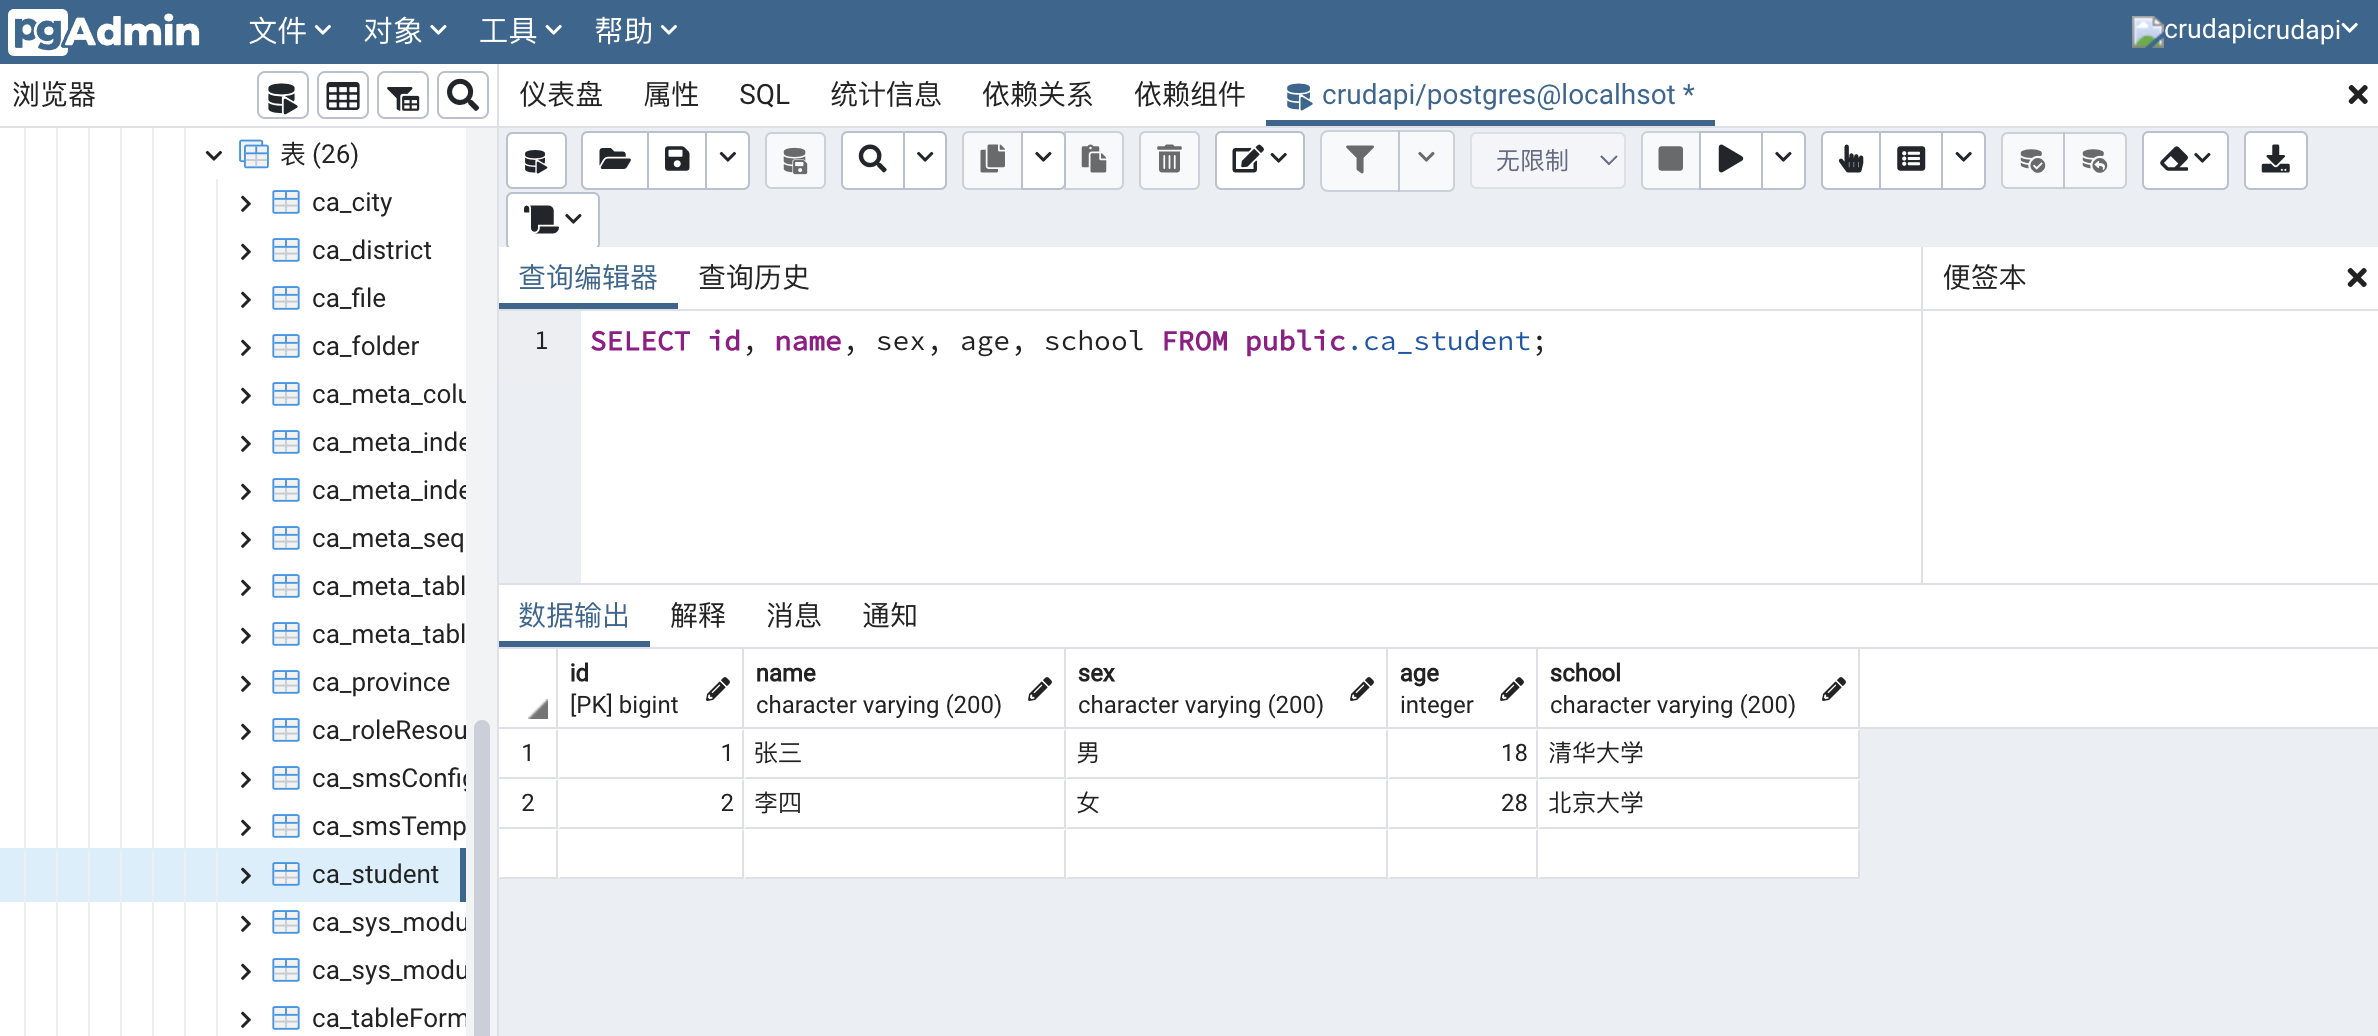 pgAdmin 文件 对象 工具 帮助 crudapicrudapi
浏览器
仪表盘 属性 SQL 统计信息 依赖关系 依赖组件 crudapi/postgres@localhsot *
表 (26)
ca_city
ca_district
ca_file
ca_folder
ca_meta_colu
ca_meta_inde
ca_meta_inde
ca_meta_seq
ca_meta_tabl
ca_meta_tabl
ca_province
ca_roleResou
ca_smsConfig
ca_smsTemp
ca_student
ca_sys_modu
ca_sys_modu
ca_tableForm
无限制
查询编辑器 查询历史 便签本
1 SELECT id, name, sex, age, school FROM public.ca_student;
数据输出 解释 消息 通知
id name sex age school
[PK] bigint character varying (200) character varying (200) integer character varying (200)
1 1 张三 男 18 清华大学
2 2 李四 女 28 北京大学